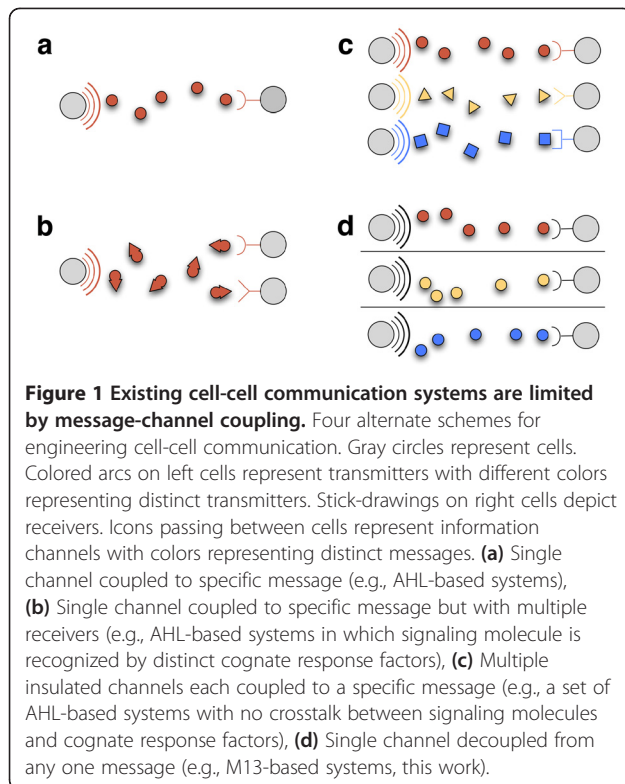 a
c
b
d
Figure 1 Existing cell-cell communication systems are limited
by message-channel coupling. Four alternate schemes for
engineering cell-cell communication. Gray circles represent cells.
Colored arcs on left cells represent transmitters with different colors
representing distinct transmitters. Stick-drawings on right cells depict
receivers. Icons passing between cells represent information
channels with colors representing distinct messages. (a) Single
channel coupled to specific message (e.g., AHL-based systems),
(b) Single channel coupled to specific message but with multiple
receivers (e.g., AHL-based systems in which signaling molecule is
recognized by distinct cognate response factors), (c) Multiple
insulated channels each coupled to a specific message (e.g., a set of
AHL-based systems with no crosstalk between signaling molecules
and cognate response factors), (d) Single channel decoupled from
any one message (e.g., M13-based systems, this work).